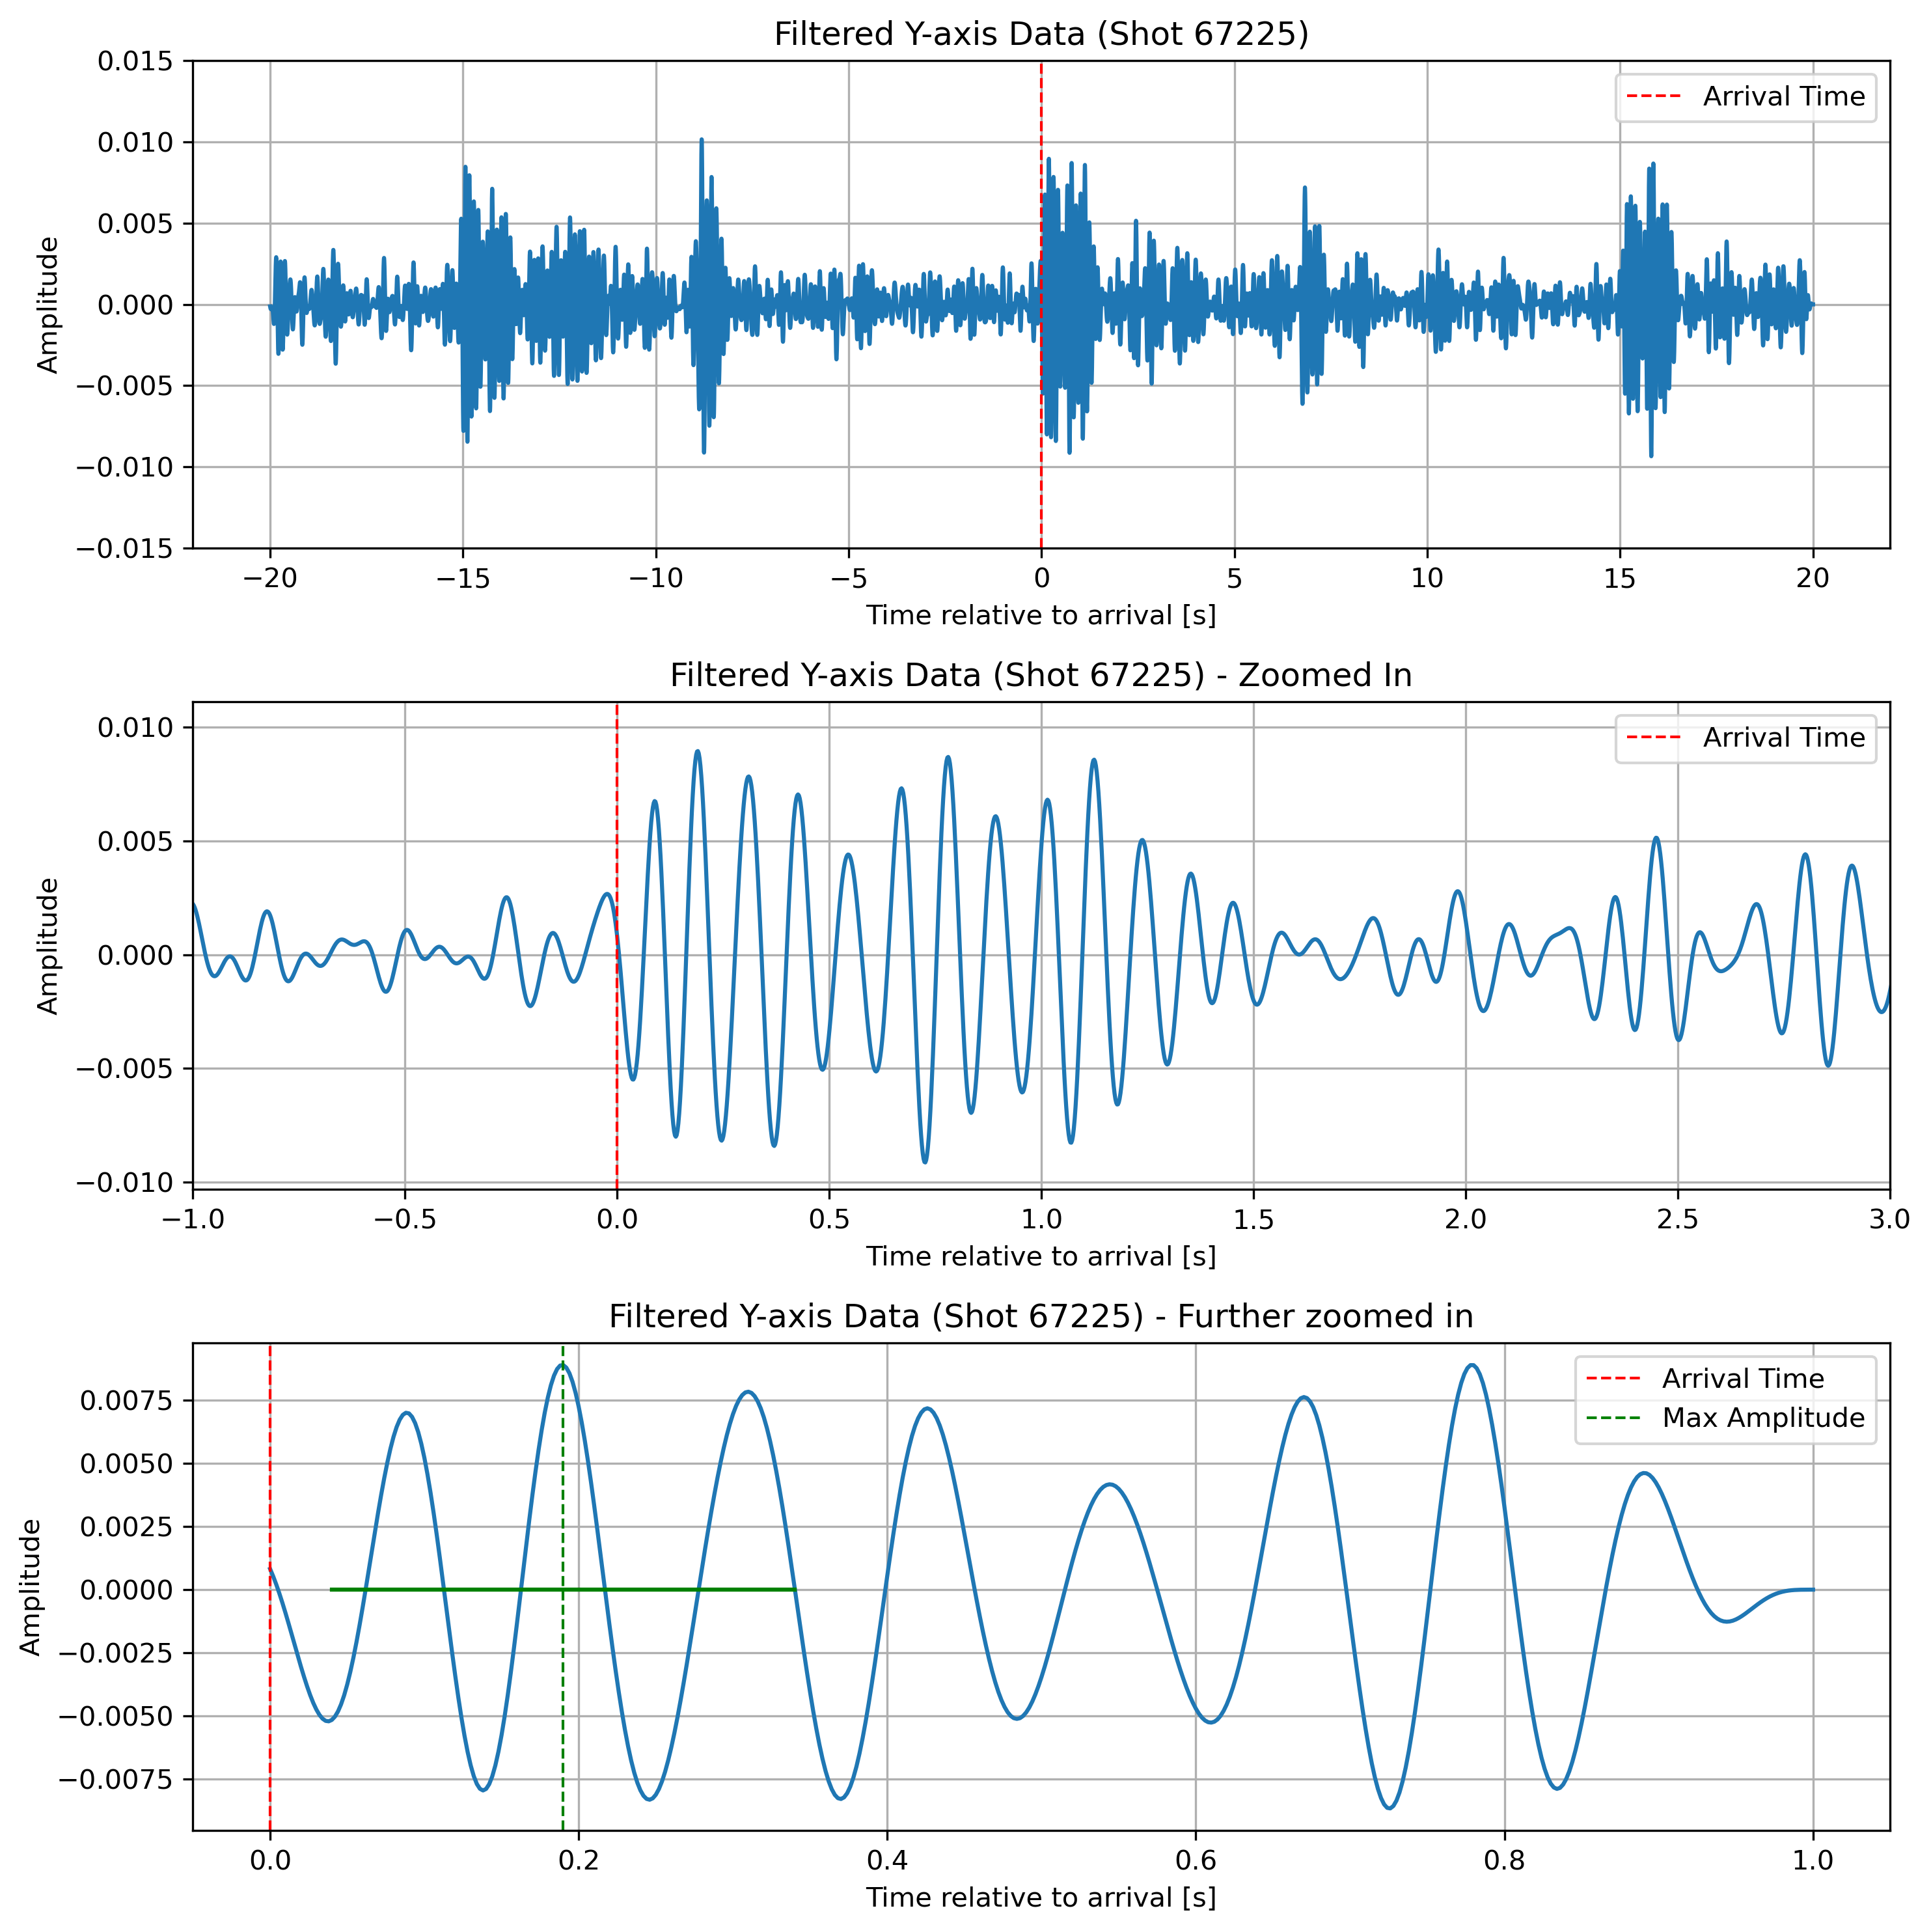 Filtered Y-axis Data (Shot 67225)
0.015
0.010
0.005
0.000
−0.005
−0.010
−0.015
Amplitude
Arrival Time
−20 −15 −10 −5 0 5 10 15 20
Time relative to arrival [s]
Filtered Y-axis Data (Shot 67225) - Zoomed In
0.010
0.005
0.000
−0.005
−0.010
Amplitude
Arrival Time
−1.0 −0.5 0.0 0.5 1.0 1.5 2.0 2.5 3.0
Time relative to arrival [s]
Filtered Y-axis Data (Shot 67225) - Further zoomed in
0.0075
0.0050
0.0025
0.0000
−0.0025
−0.0050
−0.0075
Amplitude
Arrival Time
Max Amplitude
0.0 0.2 0.4 0.6 0.8 1.0
Time relative to arrival [s]